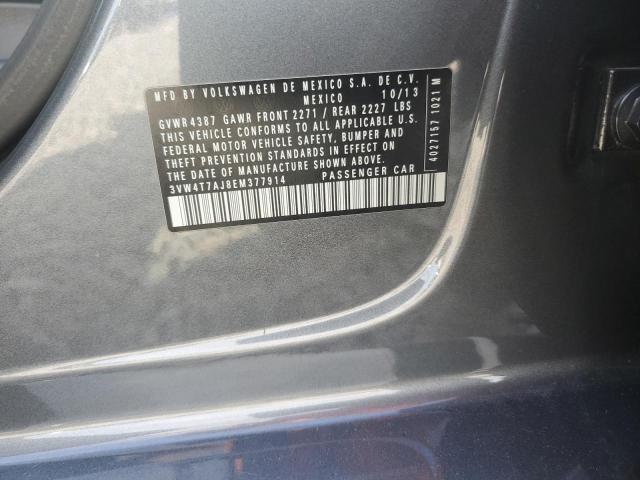 MFD BY VOLKSWAGEN DE MEXICO S.A. DE C.V.
MEXICO 10/13
GVWR4387 GAWR FRONT 2271 / REAR 2227 LBS
THIS VEHICLE CONFORMS TO ALL APPLICABLE U.S.
FEDERAL MOTOR VEHICLE SAFETY, BUMPER AND
THEFT PREVENTION STANDARDS IN EFFECT ON
THE DATE OF MANUFACTURE SHOWN ABOVE.
3VW4T7AJ8EM377914 PASSENGER CAR
4027157 1021 M